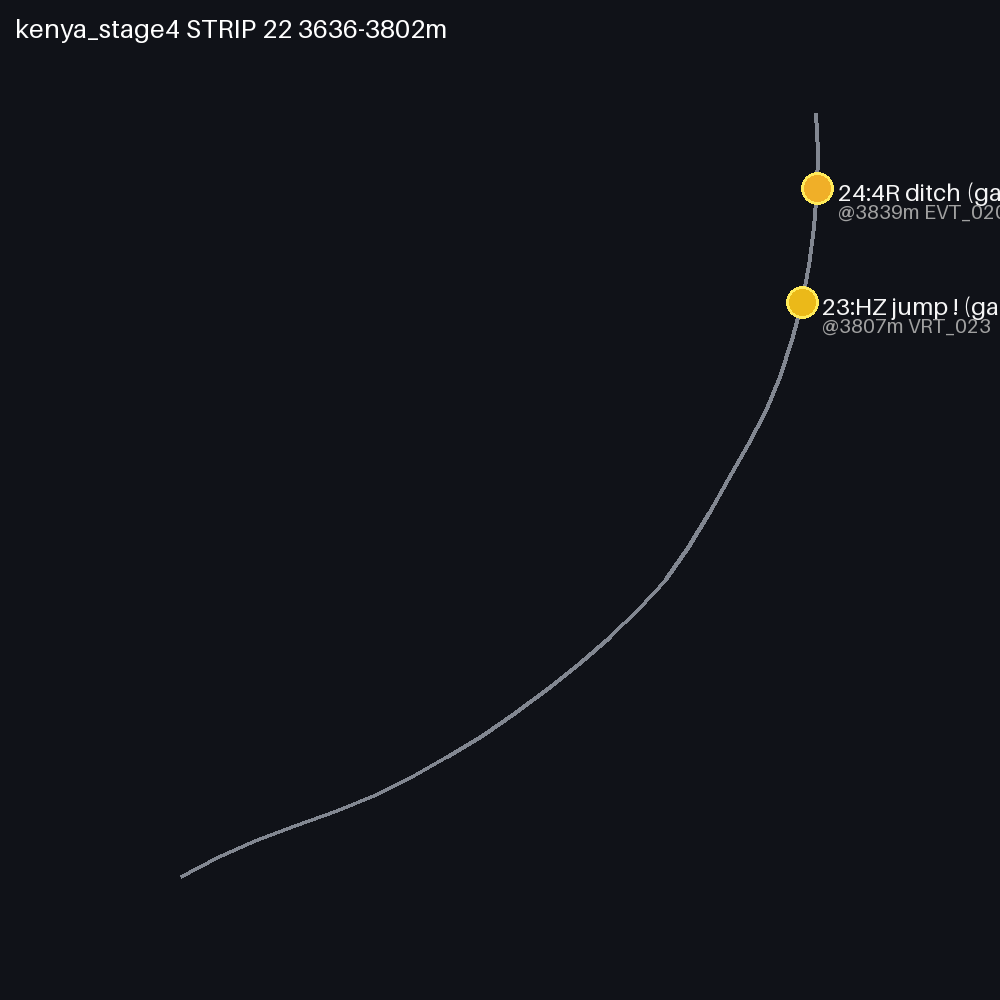 kenya_stage4 STRIP 22 3636-3802m
24:4R ditch (ga
@3839m EVT_020
23:HZ jump ! (ga
@3807m VRT_023